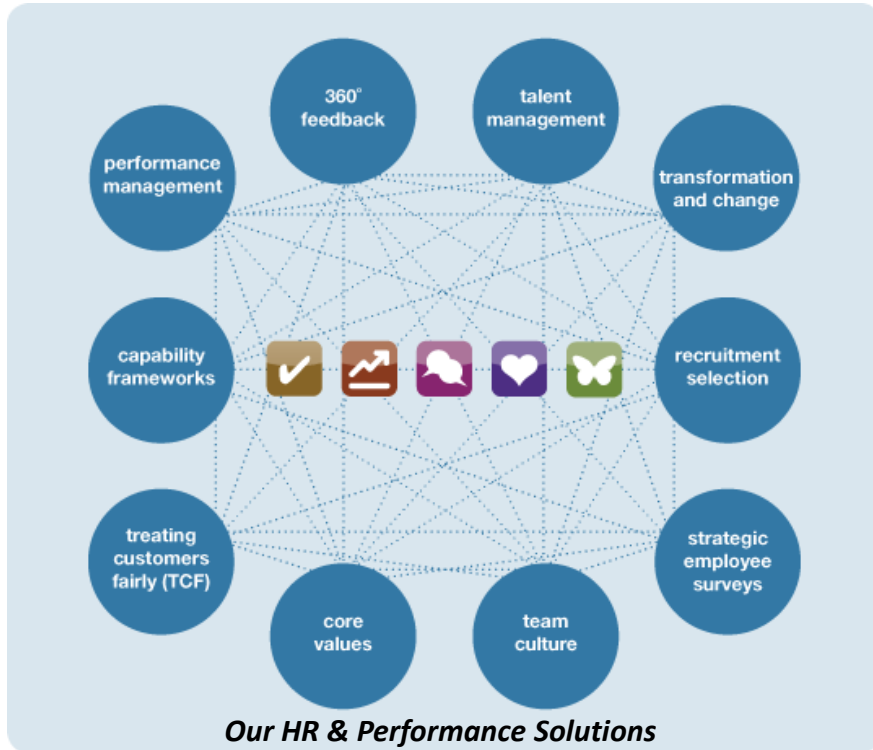 360°
feedback
talent
management
performance
management
transformation
and change
capability
frameworks
recruitment
selection
treating
customers
fairly (TCF)
strategic
employee
surveys
core
values
team
culture
Our HR & Performance Solutions